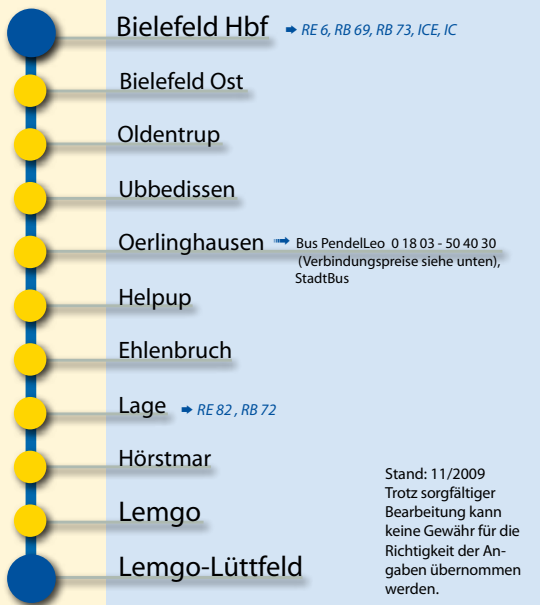 Bielefeld Hbf ➡ RE 6, RB 69, RB 73, ICE, IC
Bielefeld Ost
Oldentrup
Ubbedissen
Oerlinghausen ➡ Bus PendelLeo 0 18 03 - 50 40 30
(Verbindungspreise siehe unten),
StadtBus
Helpup
Ehlenbruch
Lage ➡ RE 82 , RB 72
Hörstmar
Lemgo
Lemgo-Lüttfeld
Stand: 11/2009
Trotz sorgfältiger
Bearbeitung kann
keine Gewähr für die
Richtigkeit der An-
gaben übernommen
werden.